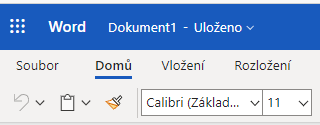 Word Dokument1 - Uloženo
Soubor Domů Vložení Rozložení
Calibri (Základ... 11